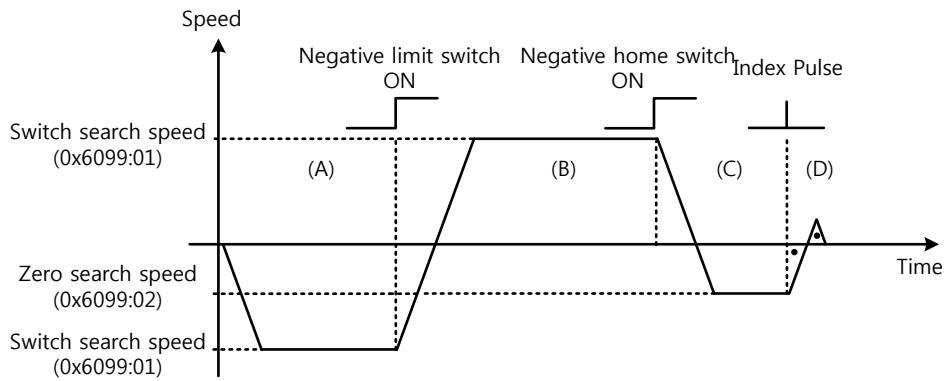 Speed
Negative limit switch
ON
Negative home switch
ON
Index Pulse
Switch search speed
(0x6099:01)
(A)
(B)
(C)
(D)
Time
Zero search speed
(0x6099:02)
Switch search speed
(0x6099:01)